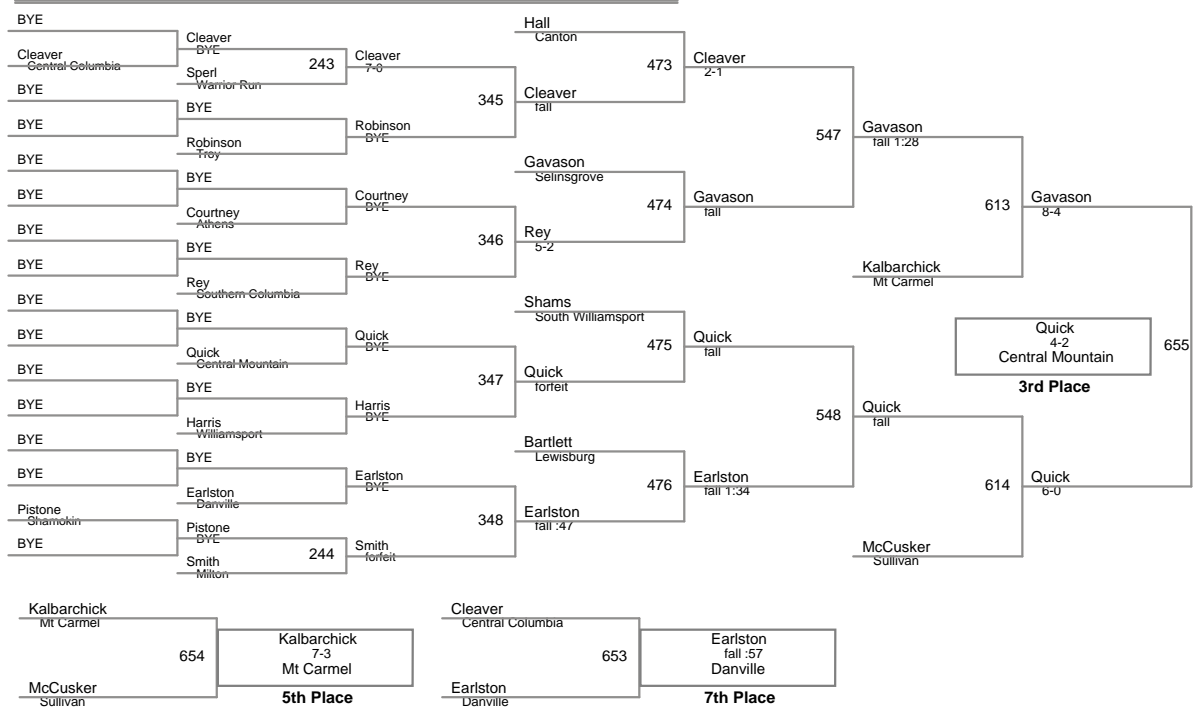 BYE
Cleaver
Central Columbia
BYE
BYE
BYE
BYE
BYE
BYE
BYE
BYE
BYE
BYE
BYE
BYE
Pistone
Shamokin
BYE
Cleaver
BYE
243
Sperl
Warrior Run
BYE
Robinson
Troy
BYE
Courtney
Athens
BYE
Rey
Southern Columbia
BYE
Quick
Central Mountain
BYE
Harris
Williamsport
BYE
Earlston
Danville
Pistone
BYE
244
Smith
Milton
Cleaver
7-0
345
Robinson
BYE
Courtney
BYE
346
Rey
BYE
Quick
BYE
347
Harris
BYE
Earlston
BYE
348
Smith
forfeit
Hall
Canton
473
Cleaver
fall
Gavason
Selinsgrove
474
Rey
5-2
Shams
South Williamsport
475
Quick
forfeit
Bartlett
Lewisburg
476
Earlston
fall :47
Cleaver
2-1
547
Gavason
fall
Quick
fall
548
Earlston
fall 1:34
Gavason
fall 1:28
613
Kalbarchick
Mt Carmel
Quick
fall
614
McCusker
Sullivan
Gavason
8-4
655
Quick
6-0
Quick
4-2
Central Mountain
3rd Place
Kalbarchick
Mt Carmel
654
McCusker
Sullivan
Kalbarchick
7-3
Mt Carmel
5th Place
Cleaver
Central Columbia
653
Earlston
Danville
Earlston
fall :57
Danville
7th Place